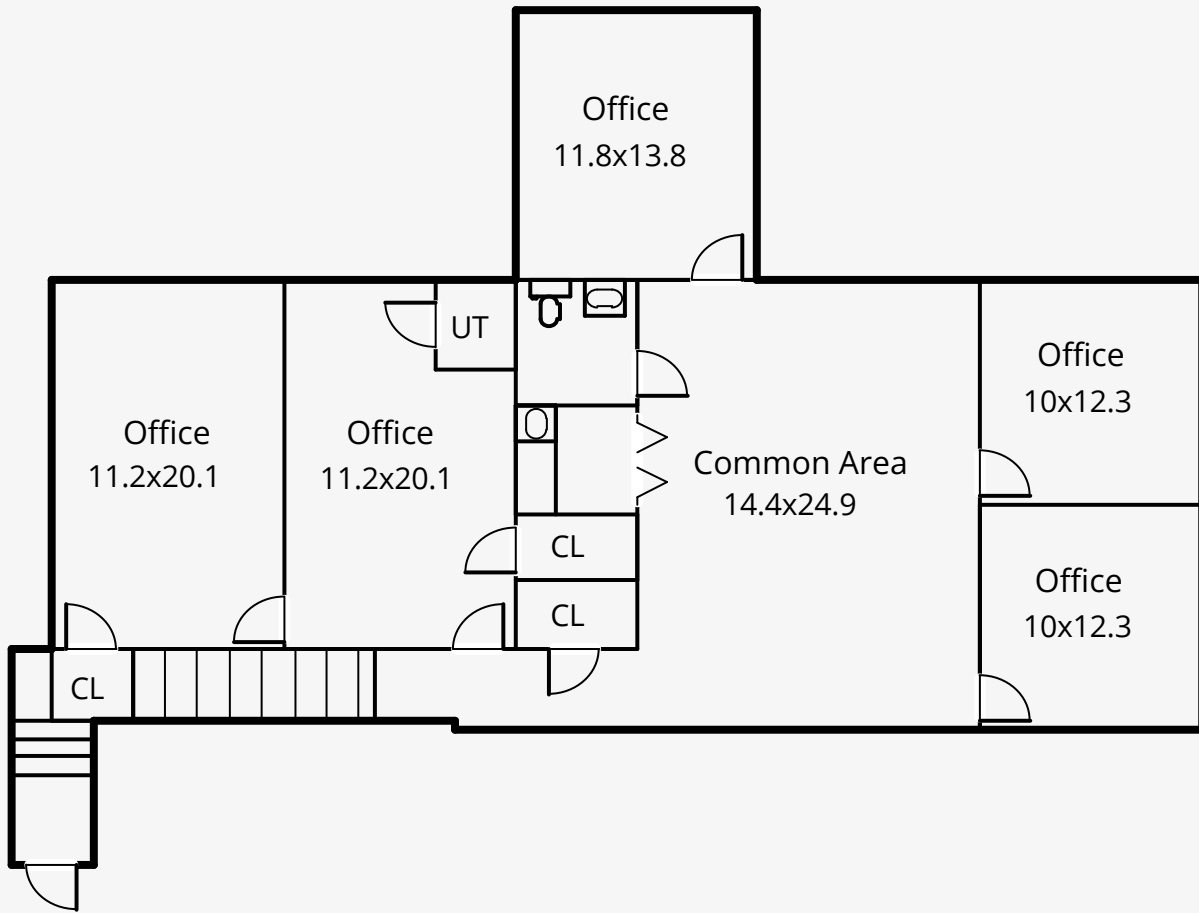 Office
11.8x13.8
UT
Office
11.2x20.1
Office
11.2x20.1
Common Area
14.4x24.9
Office
10x12.3
CL
CL
Office
10x12.3
CL